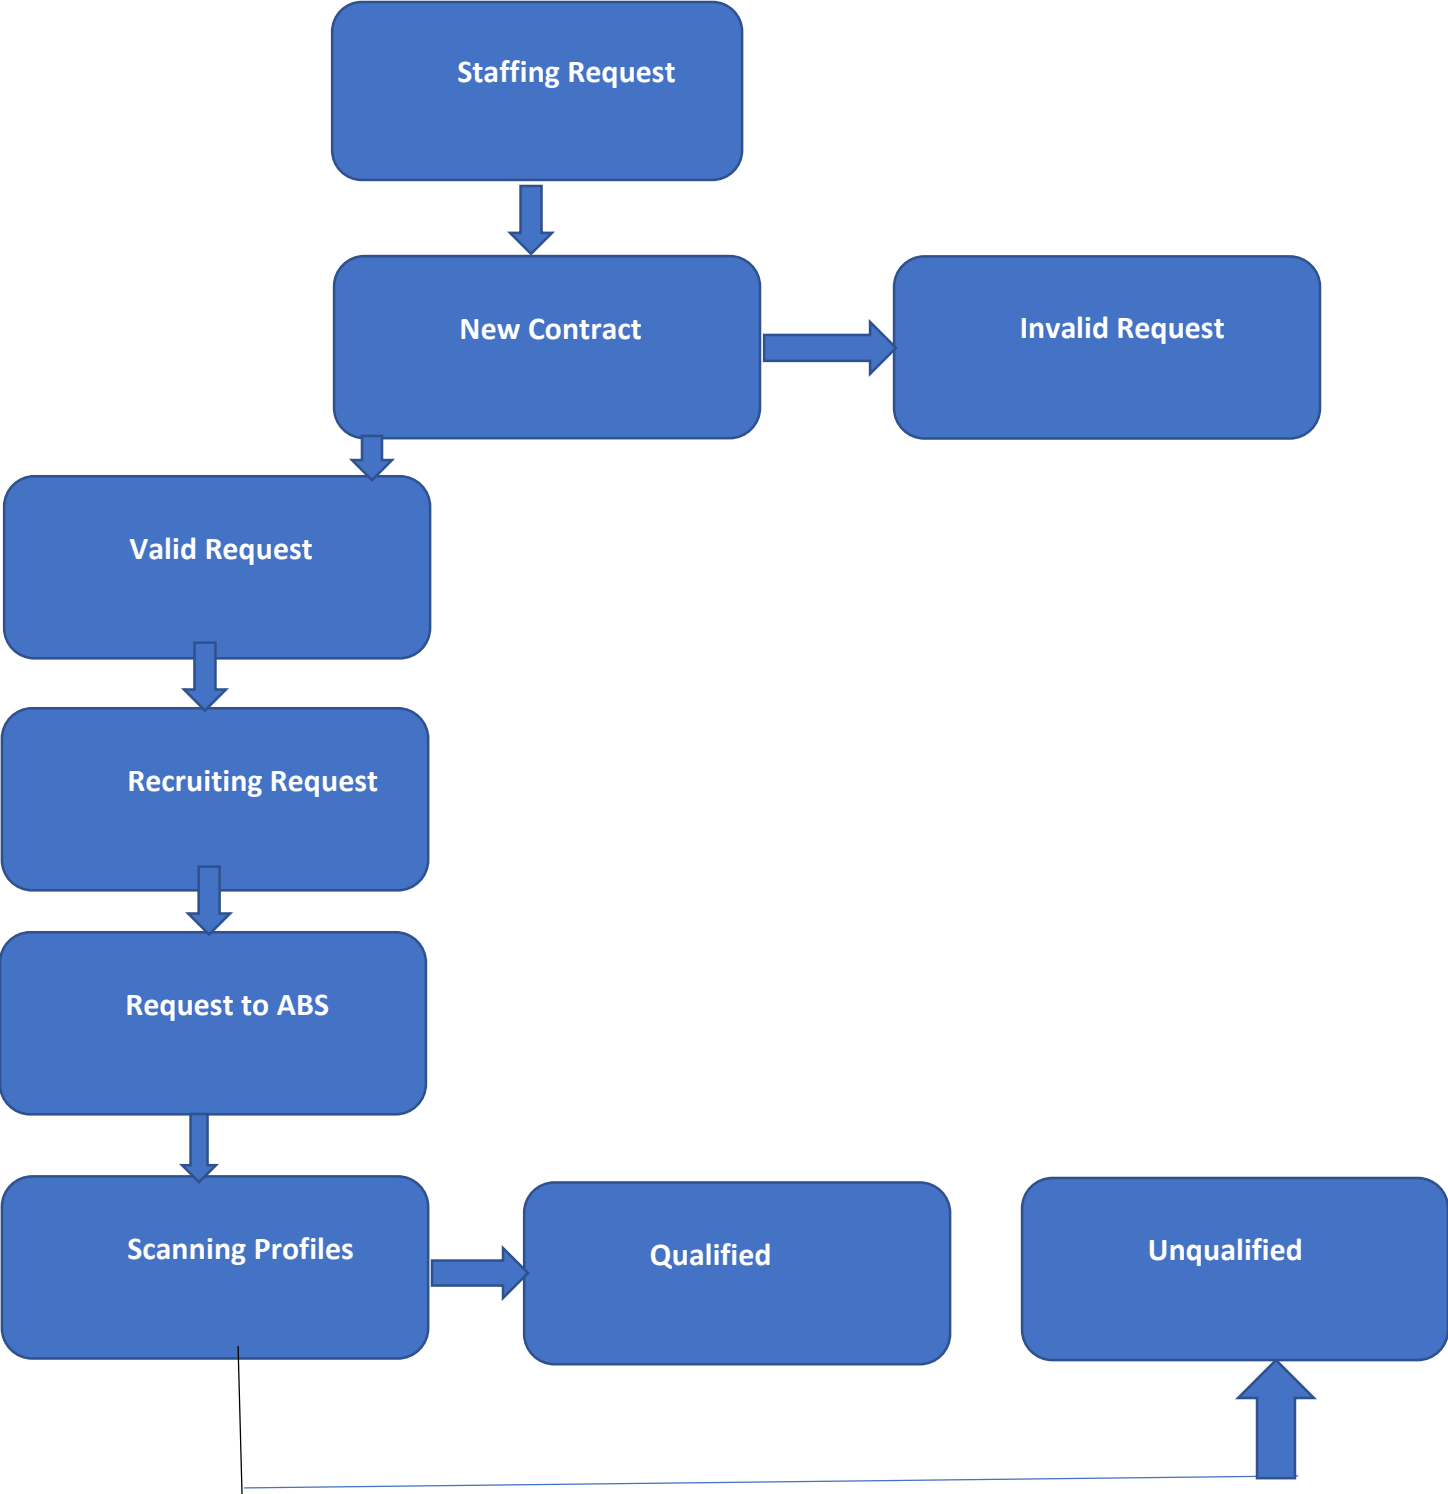 Staffing Request
New Contract
Invalid Request
Valid Request
Recruiting Request
Request to ABS
Scanning Profiles
Qualified
Unqualified